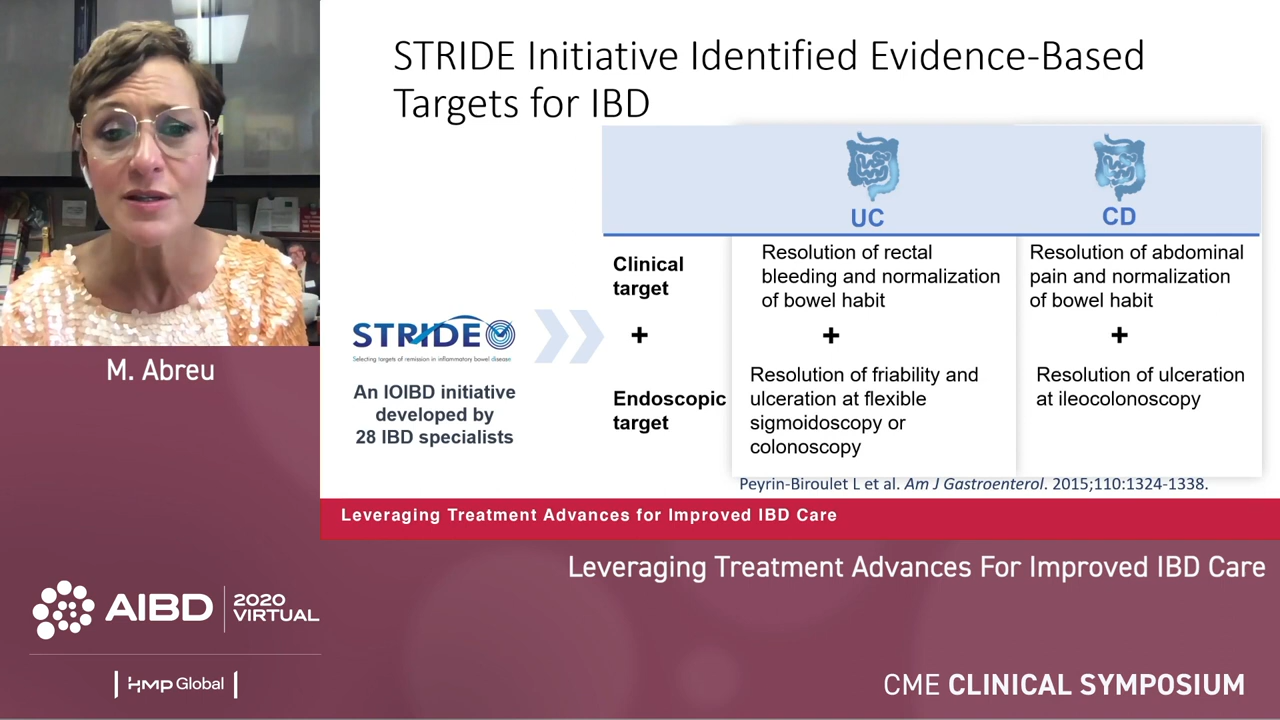 STRIDE Initiative Identified Evidence-Based
Targets for IBD
UC
CD
Clinical
target
Resolution of rectal
bleeding and normalization
of bowel habit
Resolution of abdominal
pain and normalization
of bowel habit
+
+
+
STRIDE
Selecting targets of remission in inflammatory bowel disease
An IOIBD initiative
developed by
28 IBD specialists
Endoscopic
target
Resolution of friability and
ulceration at flexible
sigmoidoscopy or
colonoscopy
Resolution of ulceration
at ileocolonoscopy
Peyrin-Biroulet L et al. Am J Gastroenterol. 2015;110:1324-1338.
Leveraging Treatment Advances for Improved IBD Care
M. Abreu
Leveraging Treatment Advances For Improved IBD Care
AIBD
2020
VIRTUAL
HMP Global
CME CLINICAL SYMPOSIUM